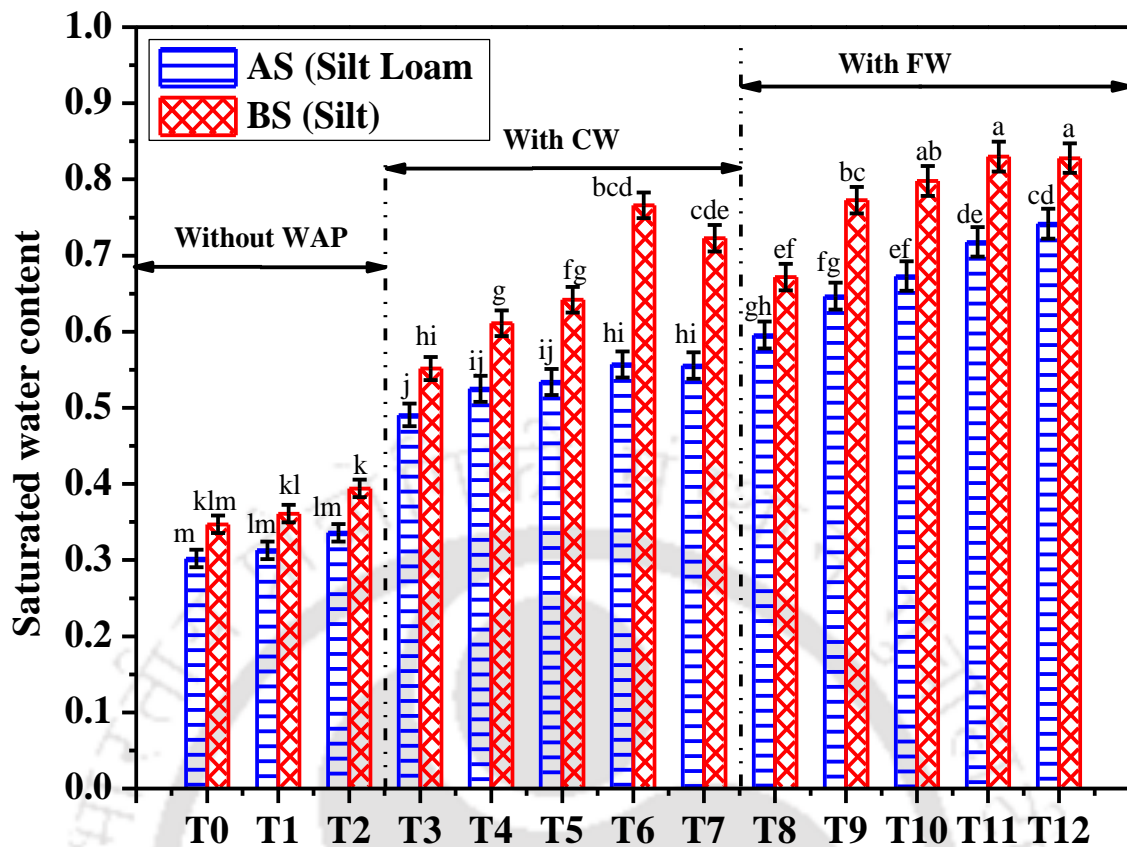 1.0
0.9
0.8
0.7
0.6
0.5
0.4
0.3
0.2
0.1
0.0
Saturated water content
AS (Silt Loam
BS (Silt)
Without WAP
With CW
With FW
m klm lm kl lm k j hi ij g ij fg hi bcd hi cde gh ef fg bc ef ab de a cd a
T0 T1 T2 T3 T4 T5 T6 T7 T8 T9 T10 T11 T12